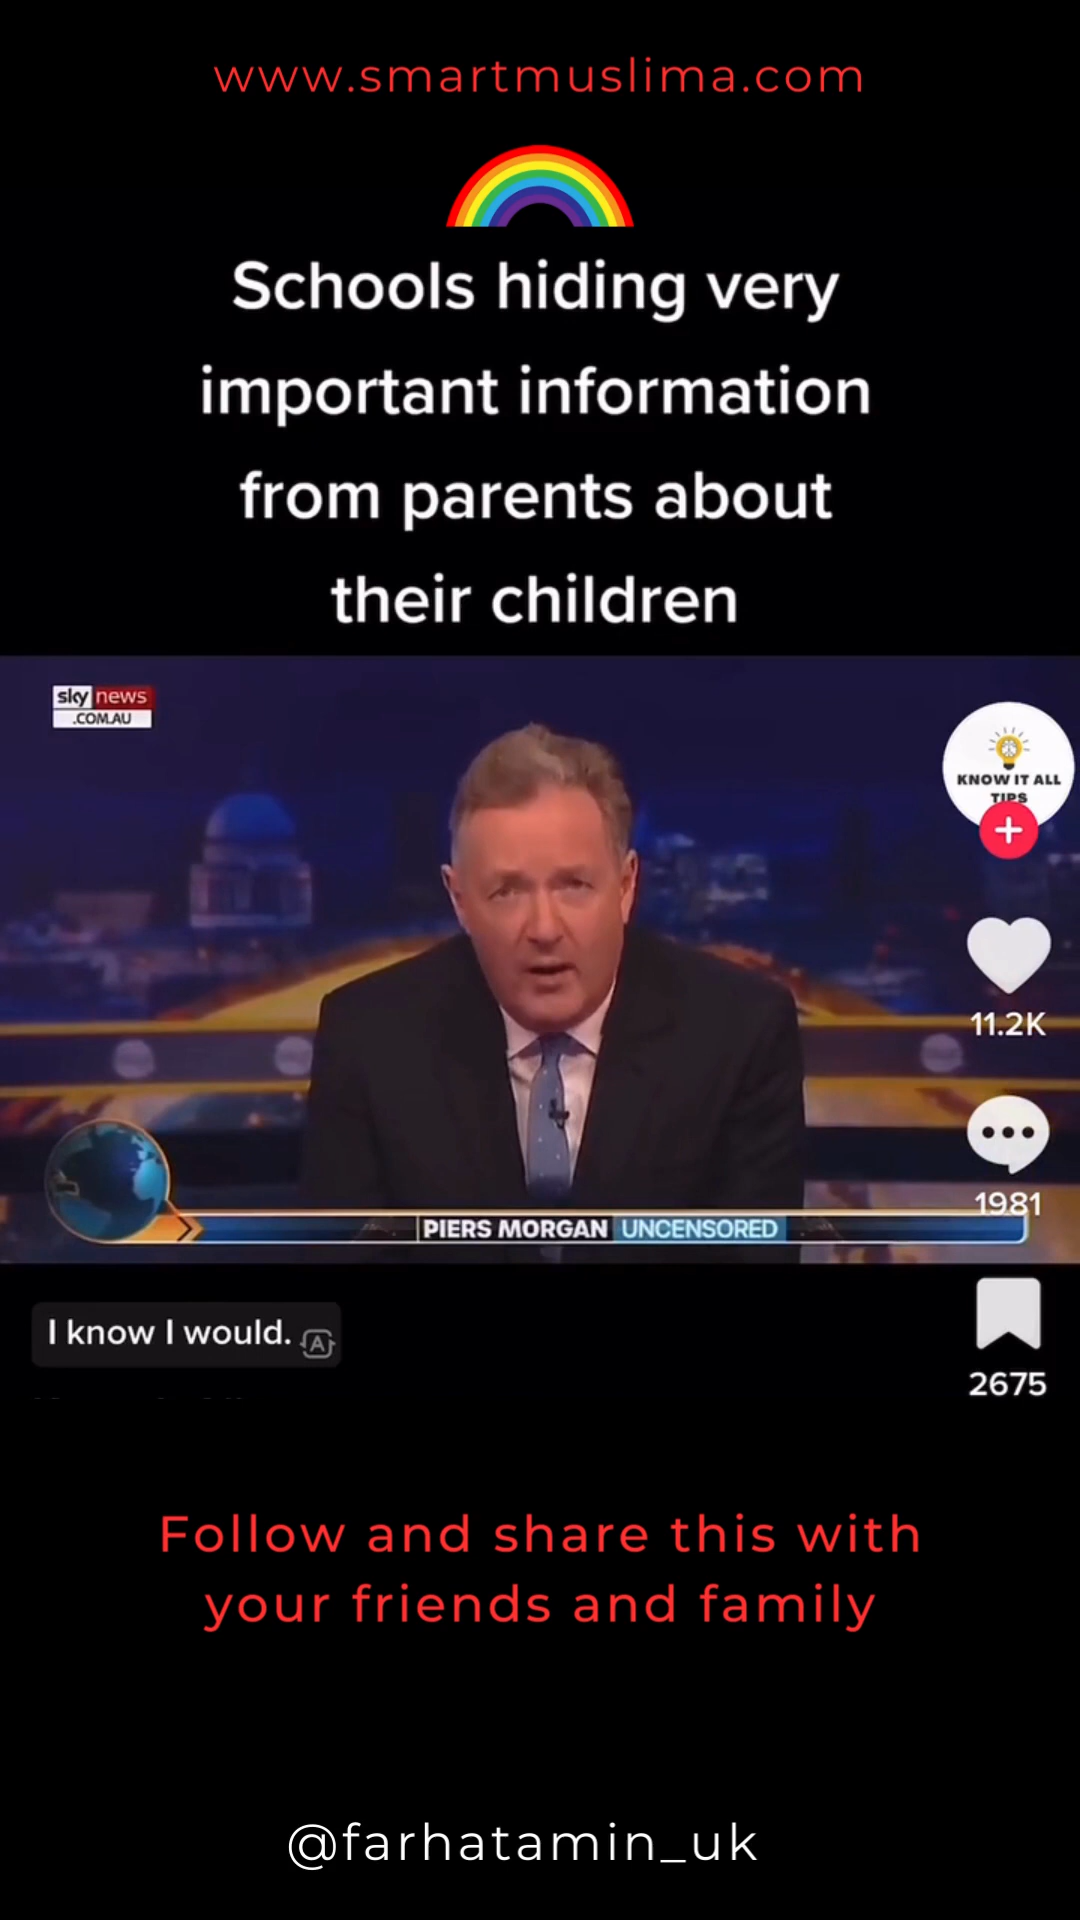 www.smartmuslima.com
Schools hiding very
important information
from parents about
their children
sky news
.COM.AU
KNOW IT ALL
TIPS
11.2K
1981
PIERS MORGAN UNCENSORED
I know I would.
2675
Follow and share this with
your friends and family
@farhatamin_uk